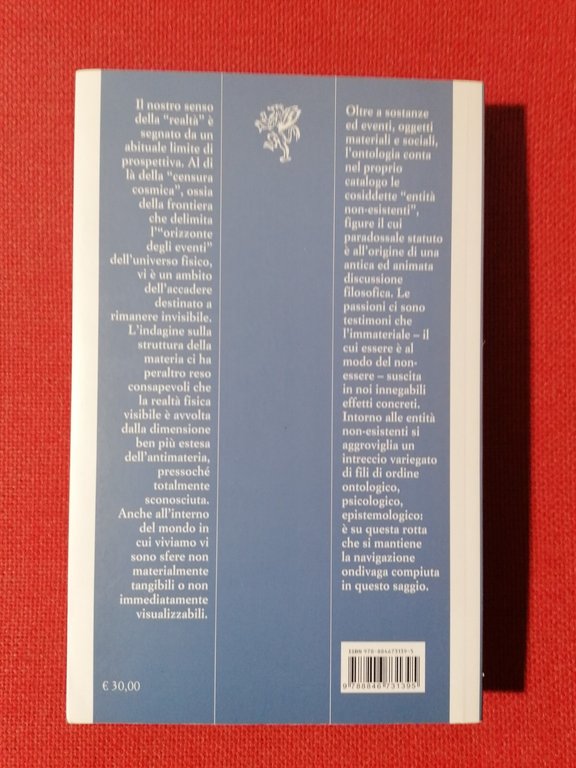 Il nostro senso
della "realtà" è
segnato da un
abituale limite di
prospettiva. Al di
là della "censura
cosmica", ossia
della frontiera
che delimita
l'"orizzonte
degli eventi"
dell'universo fisico,
vi è un ambito
dell'accadere
destinato a
rimanere invisibile.
L'indagine sulla
struttura della
materia ci ha
peraltro reso
consapevoli che
la realtà fisica
visibile è avvolta
dalla dimensione
ben più estesa
dell'antimateria,
pressoché
totalmente
sconosciuta.
Anche all'interno
del mondo in
cui viviamo vi
sono sfere non
materialmente
tangibili o non
immediatamente
visualizzabili.
€ 30,00
Oltre a sostanze
ed eventi, oggetti
materiali e sociali,
l'ontologia conta
nel proprio
catalogo le
cosiddette "entità
non-esistenti",
figure il cui
paradossale statuto
è all'origine di una
antica ed animata
discussione
filosofica. Le
passioni ci sono
testimoni che
l'immateriale – il
cui essere è al
modo del non-
essere – suscita
in noi innegabili
effetti concreti.
Intorno alle entità
non-esistenti si
aggroviglia un
intreccio variegato
di fili di ordine
ontologico,
psicologico,
epistemologico:
è su questa rotta
che si mantiene
la navigazione
ondivaga compiuta
in questo saggio.
ISBN 978-884673139-5
9 788846 731395